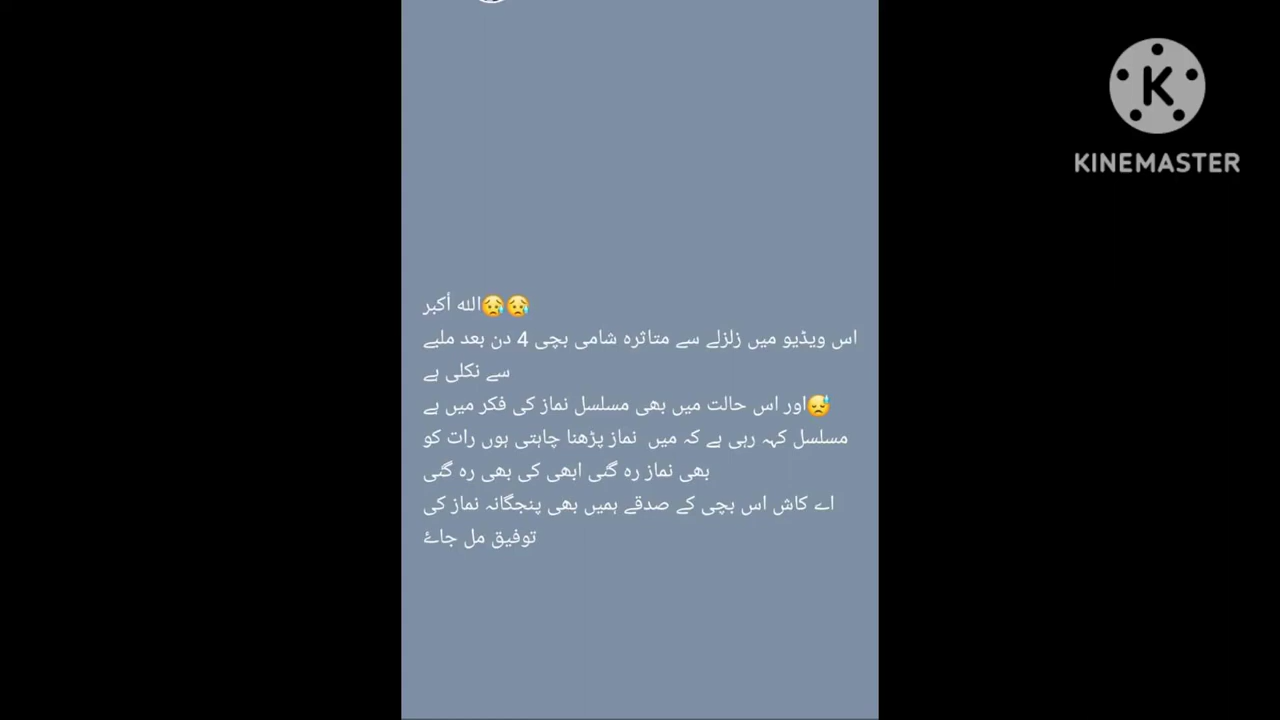 الله أكبر😥😥
اس ویڈیو میں زلزلے سے متاثرہ شامی بچی 4 دن بعد ملبے
سے نکلی ہے
اور اس حالت میں بھی مسلسل نماز کی فکر میں ہے😓
مسلسل کہہ رہی ہے کہ میں نماز پڑھنا چاہتی ہوں رات کو
بھی نماز رہ گئی ابھی کی بھی رہ گئی
اے کاش اس بچی کے صدقے ہمیں بھی پنجگانہ نماز کی
توفیق مل جاۓ
K
KINEMASTER